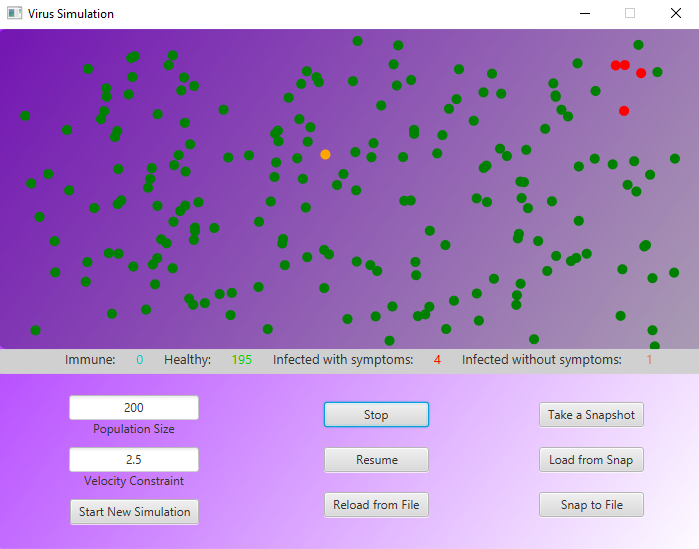 Virus Simulation
Immune: 0 Healthy: 195 Infected with symptoms: 4 Infected without symptoms: 1
200
Population Size
2.5
Velocity Constraint
Start New Simulation
Stop
Resume
Reload from File
Take a Snapshot
Load from Snap
Snap to File